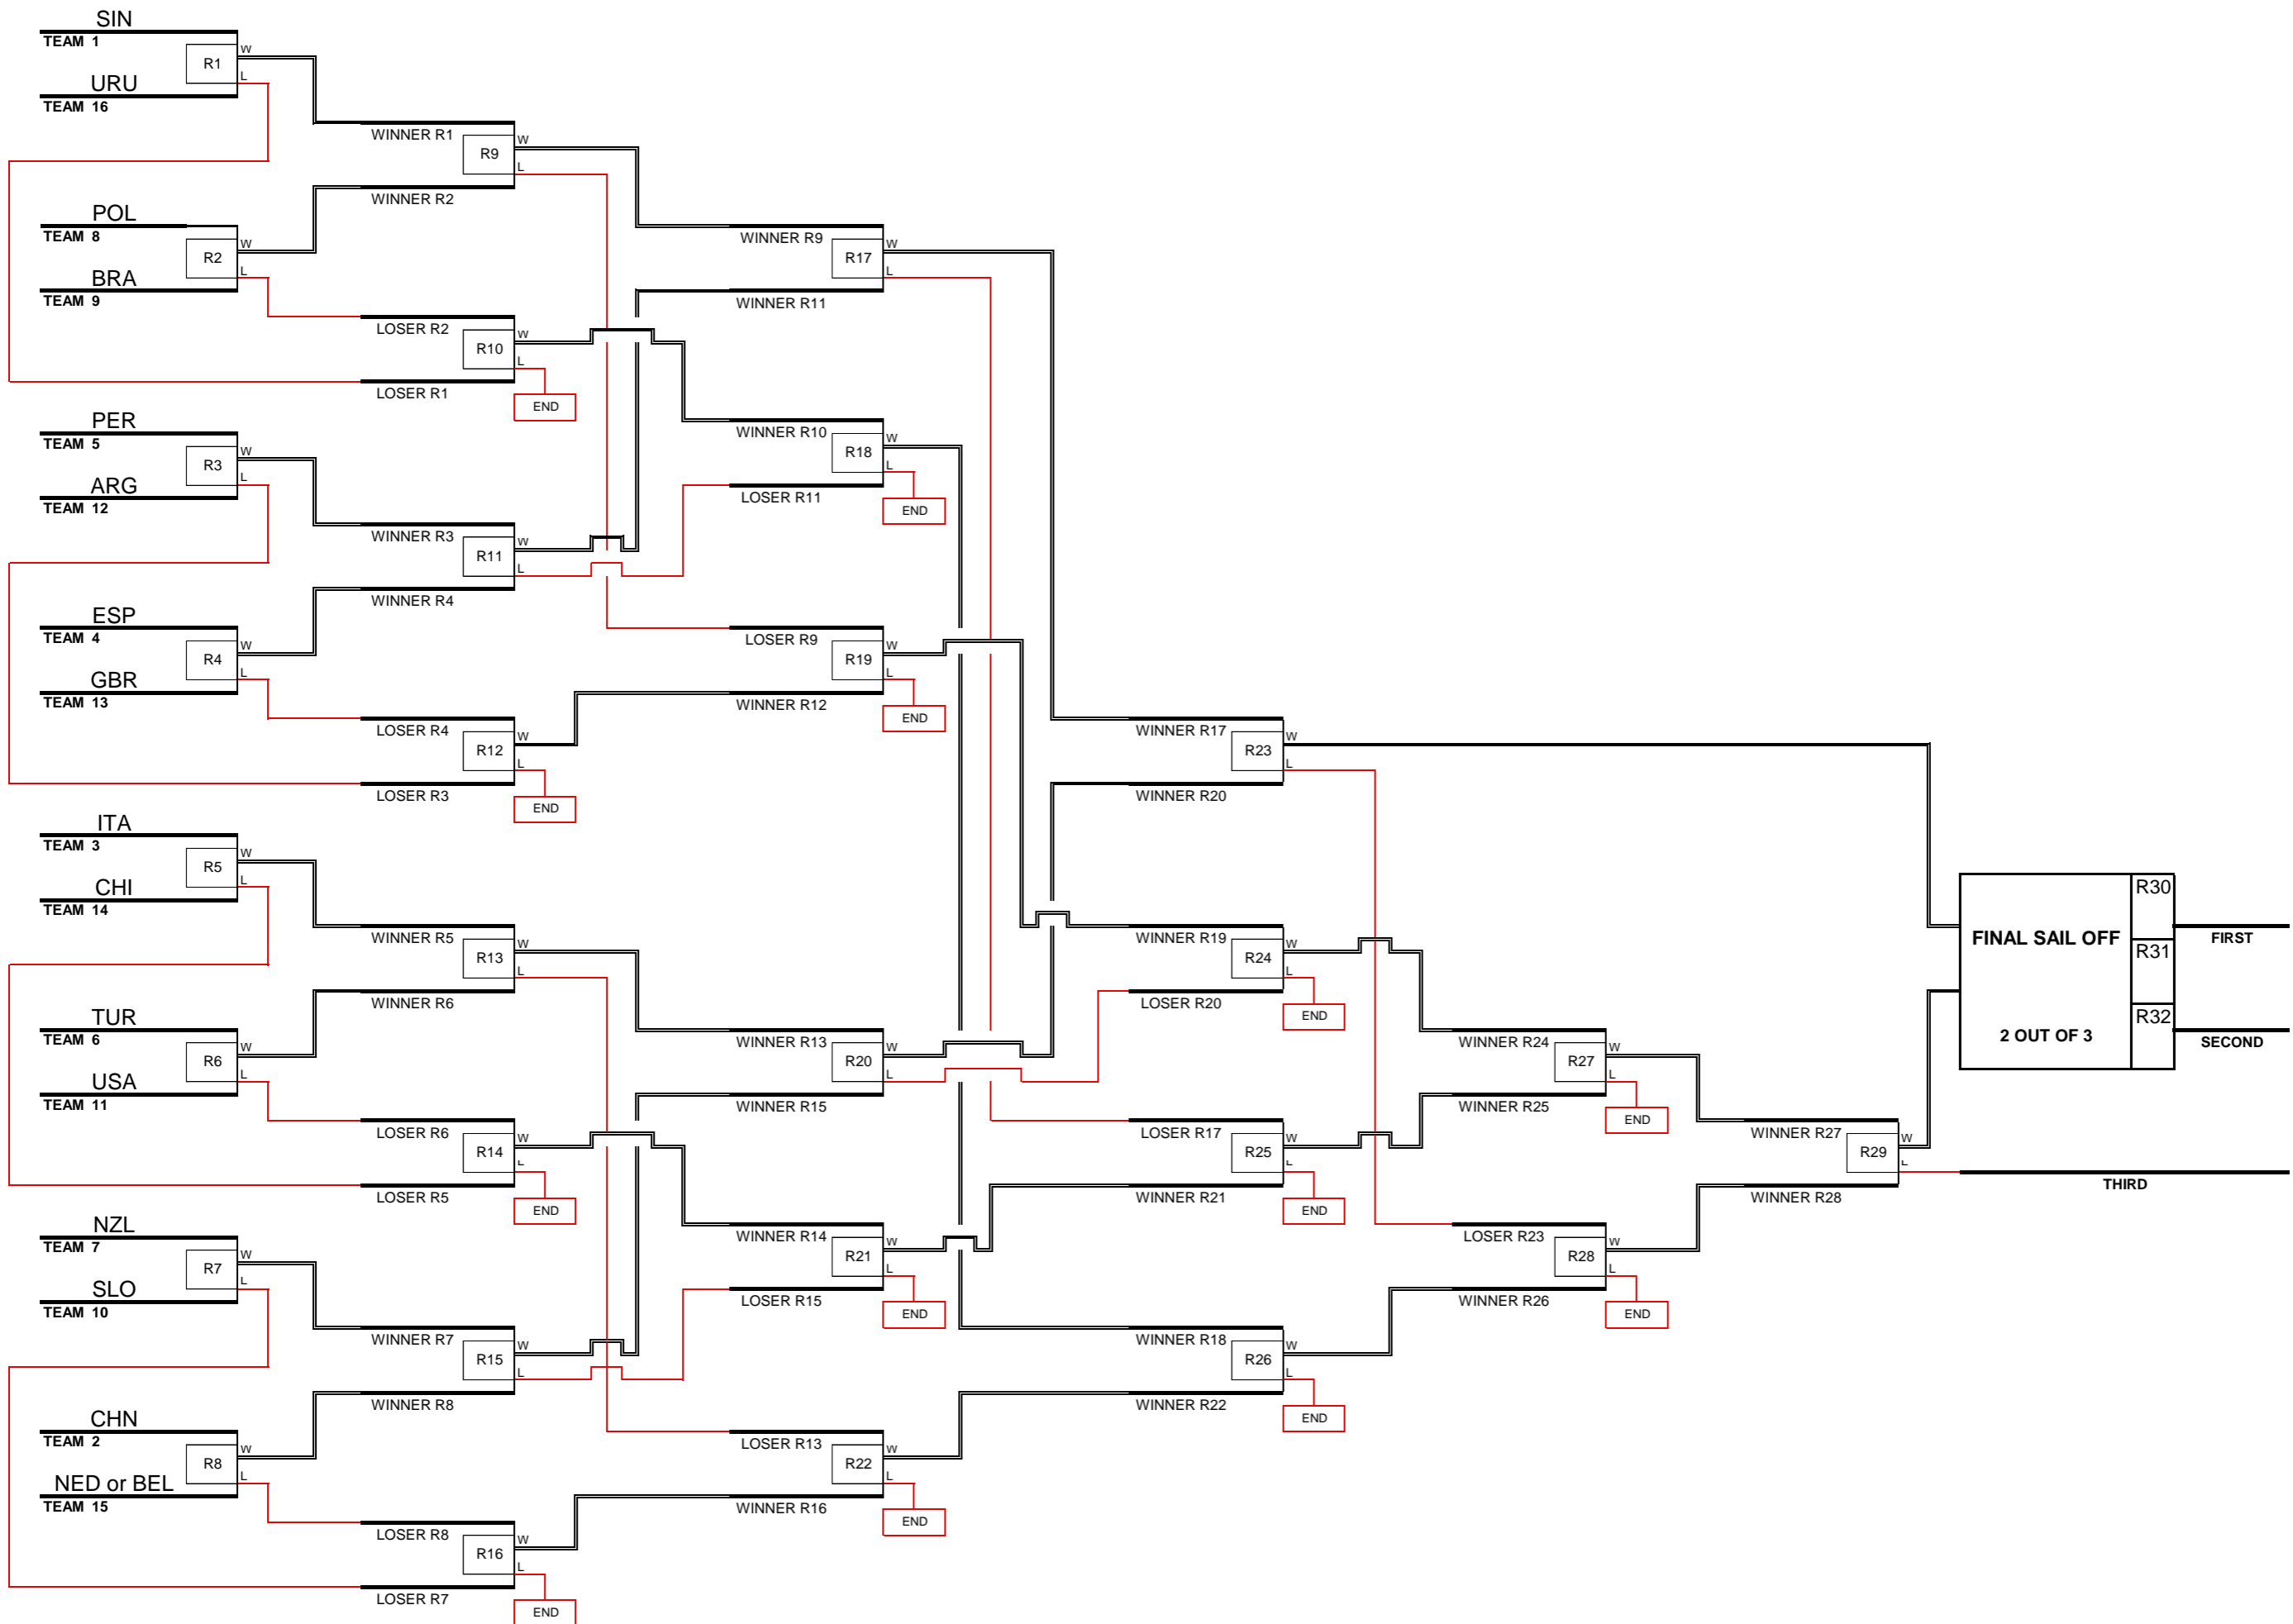 SIN
TEAM 1
R1
W
L
URU
TEAM 16
POL
TEAM 8
R2
W
L
BRA
TEAM 9
PER
TEAM 5
R3
W
L
ARG
TEAM 12
ESP
TEAM 4
R4
W
L
GBR
TEAM 13
ITA
TEAM 3
R5
W
L
CHI
TEAM 14
TUR
TEAM 6
R6
W
L
USA
TEAM 11
NZL
TEAM 7
R7
W
L
SLO
TEAM 10
CHN
TEAM 2
R8
W
L
NED or BEL
TEAM 15
WINNER R1
R9
W
L
WINNER R2
LOSER R2
R10
W
L
LOSER R1
END
WINNER R3
R11
W
L
WINNER R4
LOSER R4
R12
W
L
LOSER R3
END
WINNER R5
R13
W
L
WINNER R6
LOSER R6
R14
W
L
LOSER R5
END
WINNER R7
R15
W
L
WINNER R8
LOSER R8
R16
W
L
LOSER R7
END
WINNER R9
R17
W
L
WINNER R11
WINNER R10
R18
W
L
LOSER R11
END
LOSER R9
R19
W
L
WINNER R12
END
WINNER R13
R20
W
L
WINNER R15
WINNER R14
R21
W
L
LOSER R15
END
LOSER R13
R22
W
L
WINNER R16
END
WINNER R17
R23
W
L
WINNER R20
WINNER R19
R24
W
L
LOSER R20
END
LOSER R17
R25
W
L
WINNER R21
END
WINNER R18
R26
W
L
WINNER R22
END
WINNER R24
R27
W
L
WINNER R25
END
LOSER R23
R28
W
L
WINNER R26
END
WINNER R27
R29
W
L
WINNER R28
FINAL SAIL OFF
2 OUT OF 3
R30
R31
R32
FIRST
SECOND
THIRD